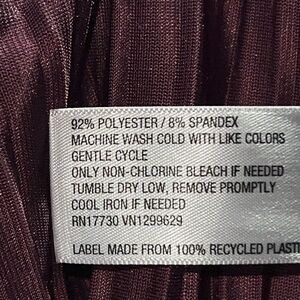 92% POLYESTER / 8% SPANDEX
MACHINE WASH COLD WITH LIKE COLORS
GENTLE CYCLE
ONLY NON-CHLORINE BLEACH IF NEEDED
TUMBLE DRY LOW, REMOVE PROMPTLY
COOL IRON IF NEEDED
RN17730 VN1299629
LABEL MADE FROM 100% RECYCLED PLASTI